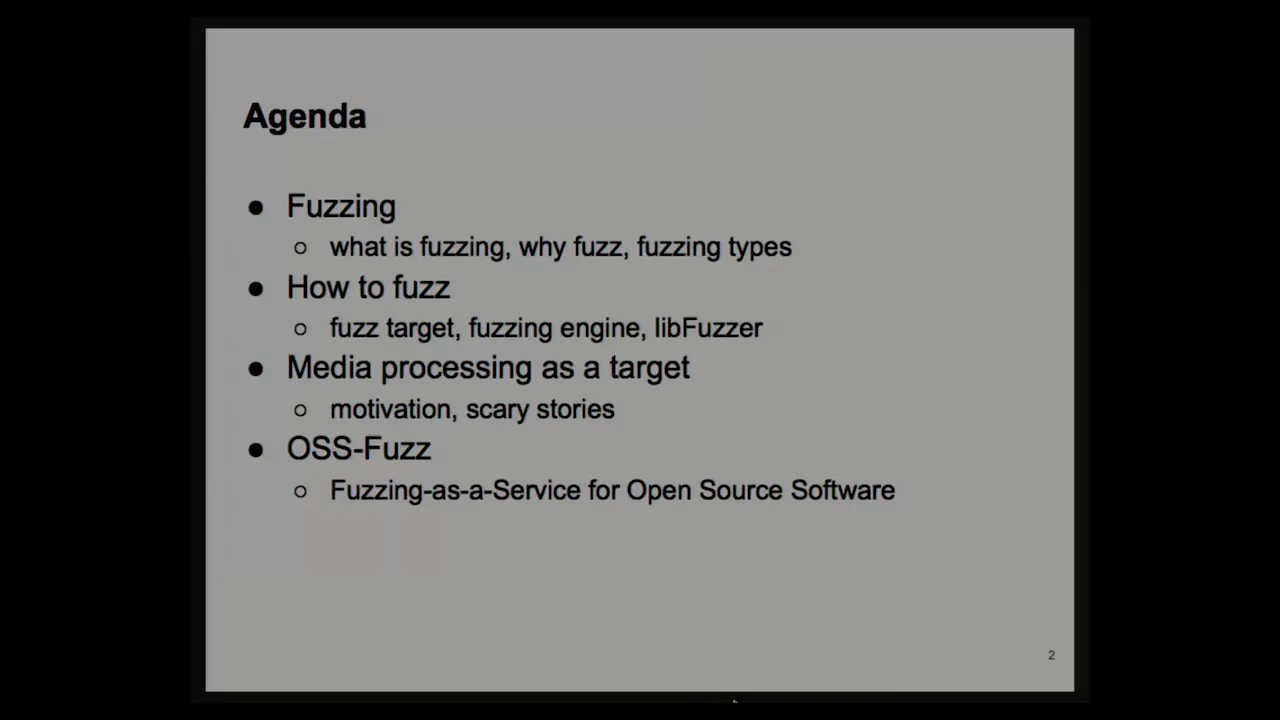 Agenda
● Fuzzing
○ what is fuzzing, why fuzz, fuzzing types
● How to fuzz
○ fuzz target, fuzzing engine, libFuzzer
● Media processing as a target
○ motivation, scary stories
● OSS-Fuzz
○ Fuzzing-as-a-Service for Open Source Software
2